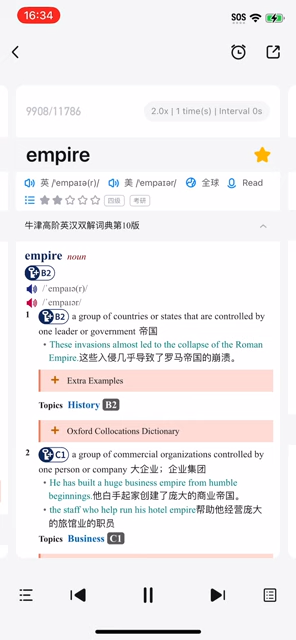 16:34
SOS
9908/11786
2.0x | 1 time(s) | Interval 0s
empire
英 /ˈempaɪə(r)/ 美 /ˈempaɪər/ 全球 Read
四级 考研
牛津高阶英汉双解词典第10版
empire noun
B2
/ˈempaɪə(r)/
/ˈempaɪər/
1 B2 a group of countries or states that are controlled by
one leader or government 帝国
• These invasions almost led to the collapse of the Roman
Empire.这些入侵几乎导致了罗马帝国的崩溃。
+ Extra Examples
Topics History B2
+ Oxford Collocations Dictionary
2 C1 a group of commercial organizations controlled by
one person or company 大企业；企业集团
• He has built a huge business empire from humble
beginnings.他白手起家创建了庞大的商业帝国。
• the staff who help run his hotel empire帮助他经营庞大
的旅馆业的职员
Topics Business C1